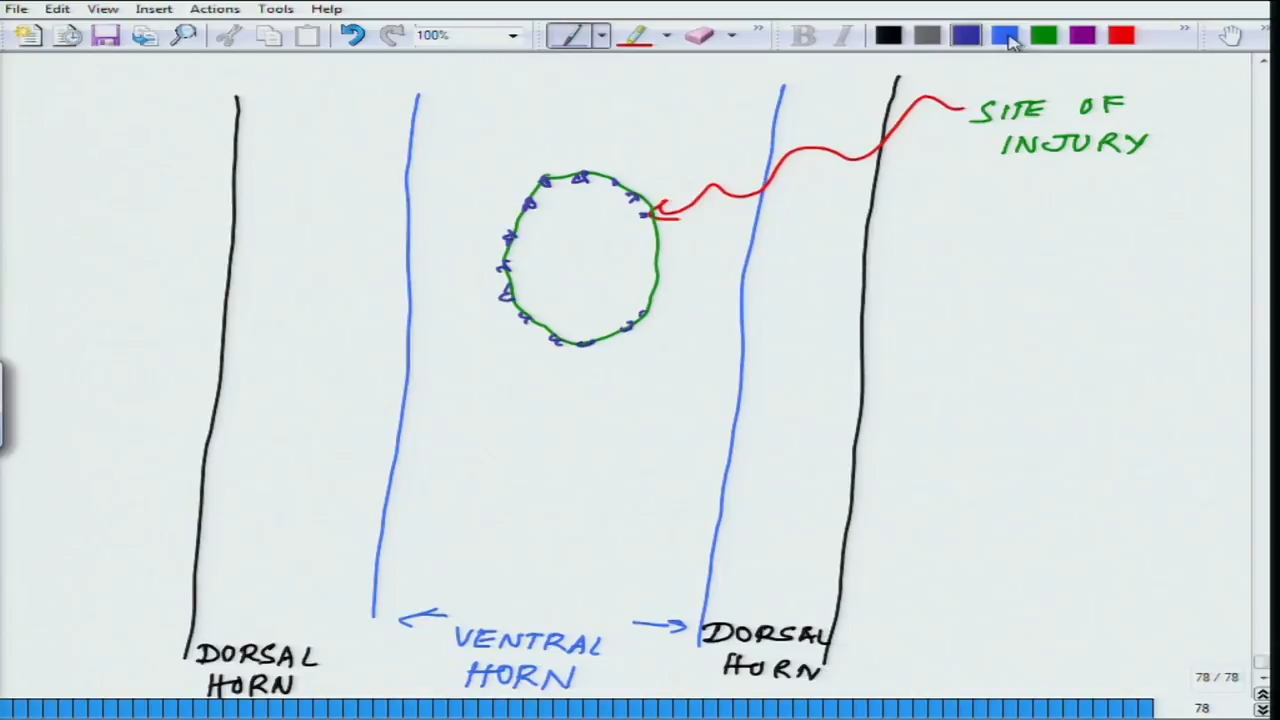 File Edit View Insert Actions Tools Help
100%
B I
SITE OF
INJURY
VENTRAL
HORN
DORSAL
HORN
DORSAL
HORN
78 / 78
78